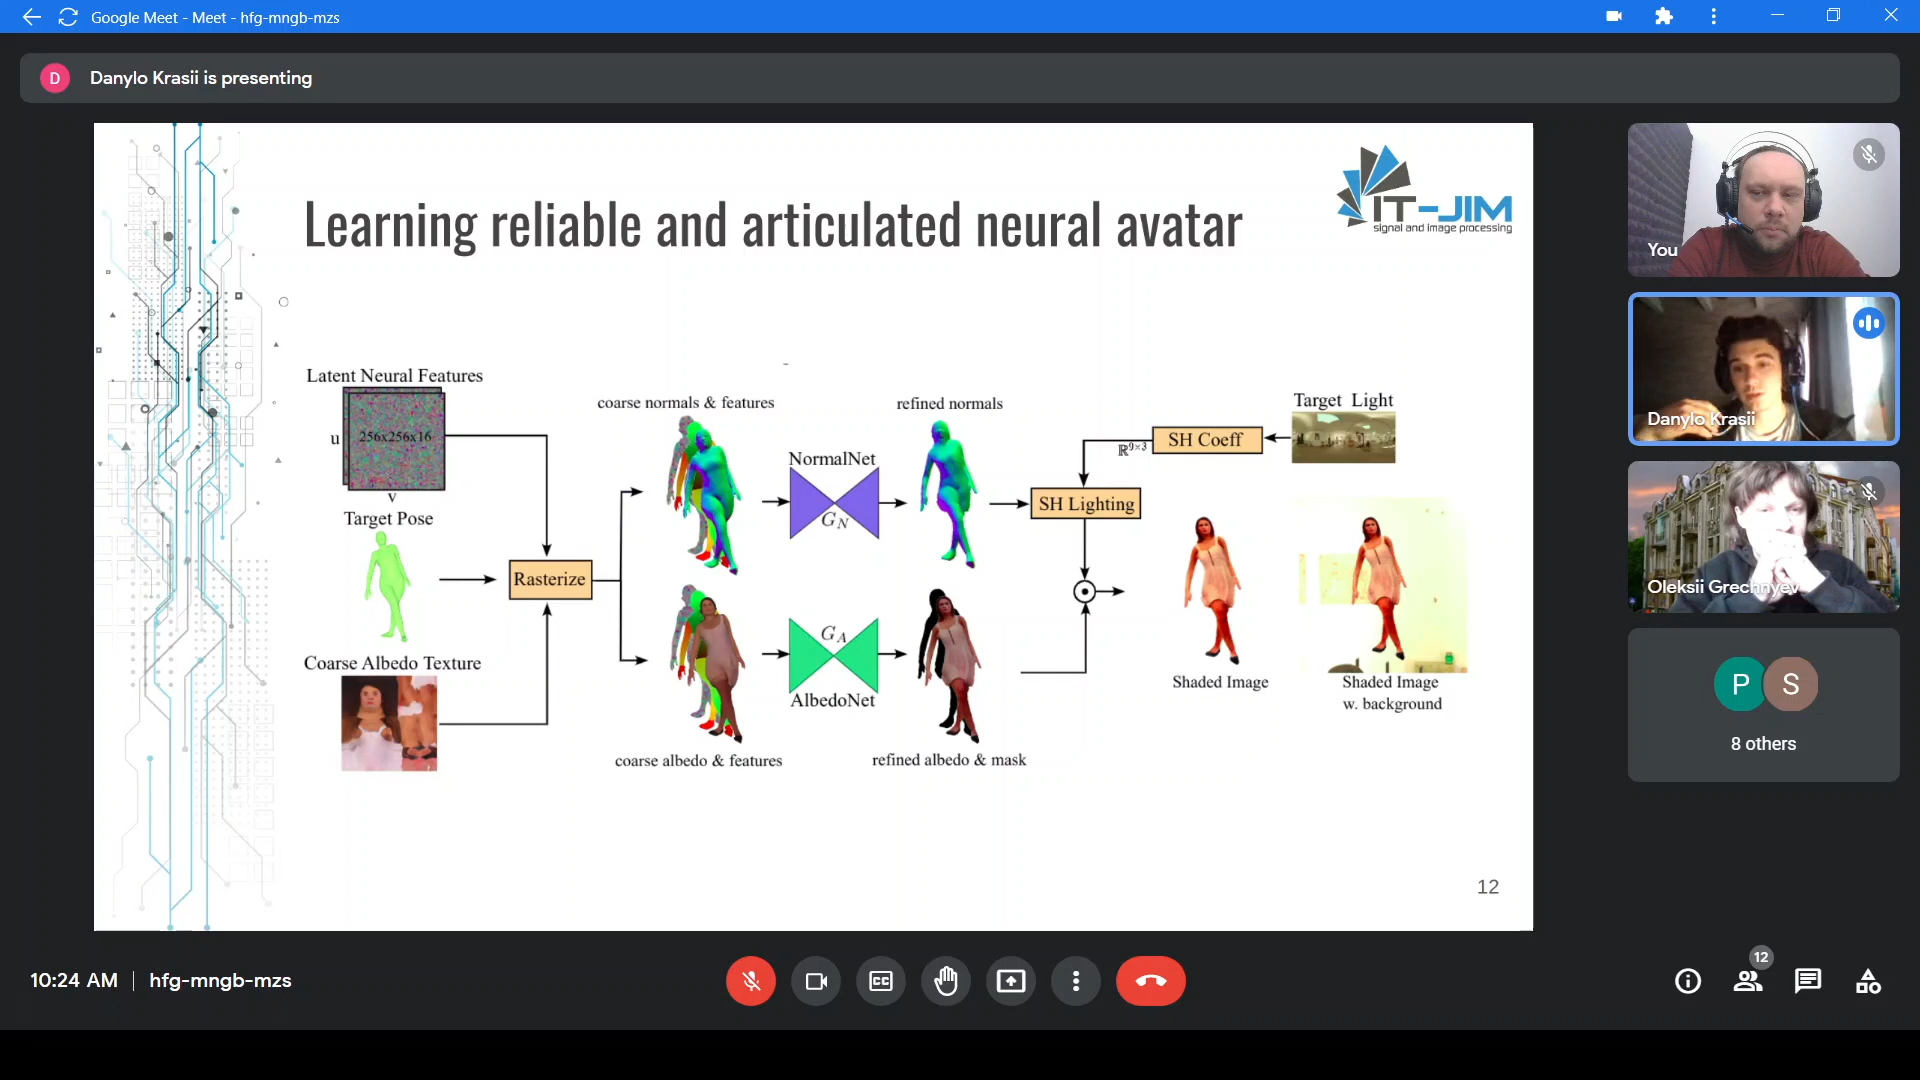 Google Meet - Meet - hfg-mngb-mzs
D
Danylo Krasii is presenting
Learning reliable and articulated neural avatar
IT-JIM
signal and image processing
Latent Neural Features
u
256x256x16
v
Target Pose
Coarse Albedo Texture
Rasterize
coarse normals & features
NormalNet
G_N
refined normals
coarse albedo & features
G_A
AlbedoNet
refined albedo & mask
Target Light
SH Coeff
ℝ^{9×3}
SH Lighting
Shaded Image
Shaded Image
w. background
12
You
Danylo Krasii
Oleksii Grechnyev
P S
8 others
10:24 AM | hfg-mngb-mzs
CC
12